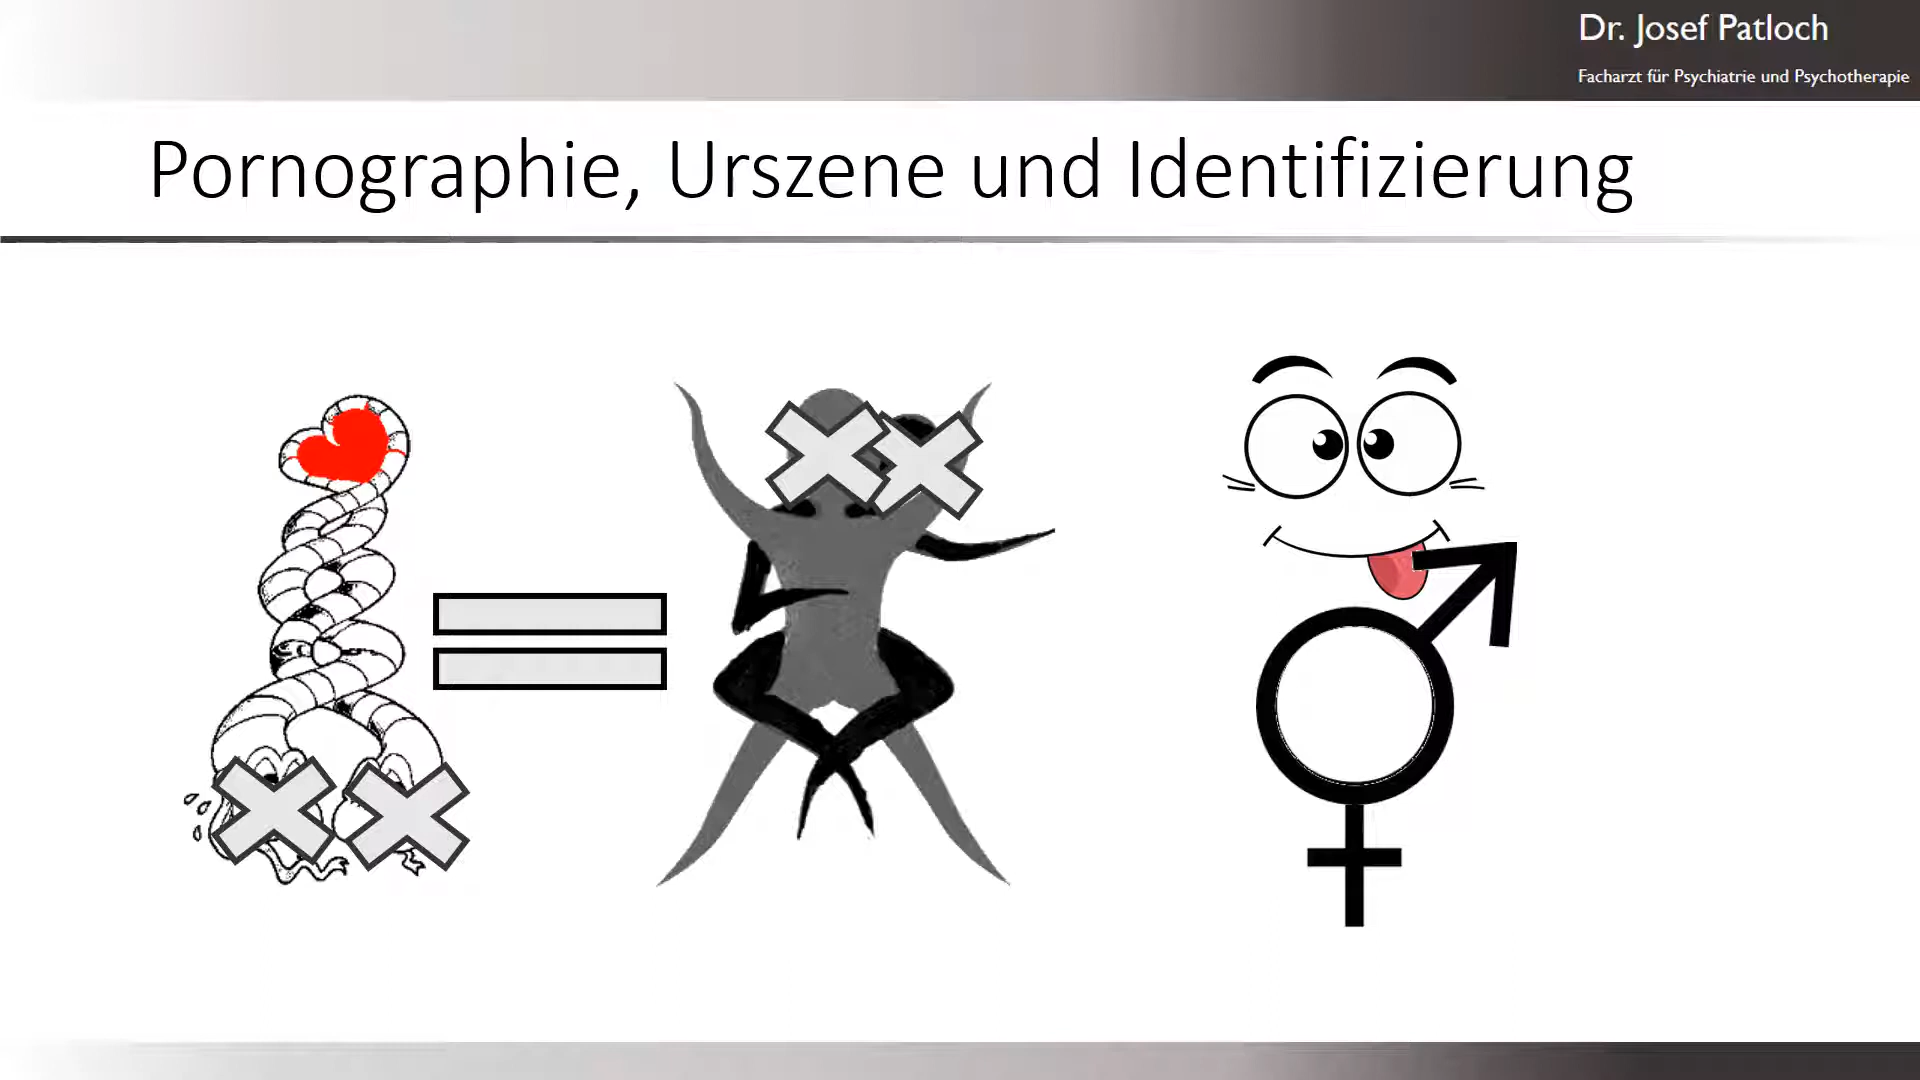 Dr. Josef Patloch
Facharzt für Psychiatrie und Psychotherapie
Pornographie, Urszene und Identifizierung